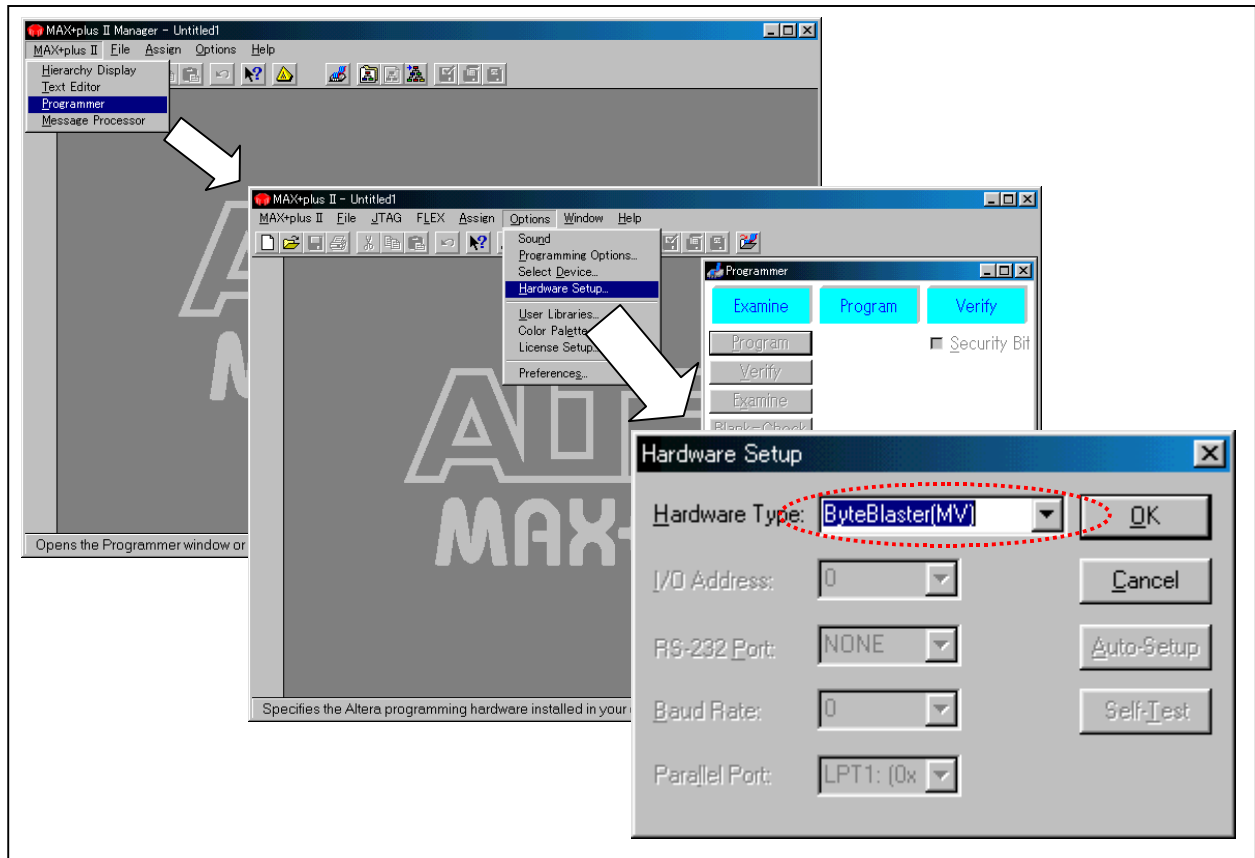 MAX+plus II Manager - Untitled1
MAX+plus II File Assign Options Help
Hierarchy Display
Text Editor
Programmer
Message Processor
Opens the Programmer window or
MAX+plus II - Untitled1
MAX+plus II File JTAG FLEX Assign Options Window Help
Sound
Programming Options...
Select Device...
Hardware Setup...
User Libraries...
Color Palette
License Setup...
Preferences...
MAX+
Specifies the Altera programming hardware installed in your
Programmer
Examine Program Verify
Program Security Bit
Verify
Examine
Blank-Check
Hardware Setup
Hardware Type: ByteBlaster(MV) OK
I/O Address: 0 Cancel
RS-232 Port: NONE Auto-Setup
Baud Rate: 0 Self-Test
Parallel Port: LPT1: (0x